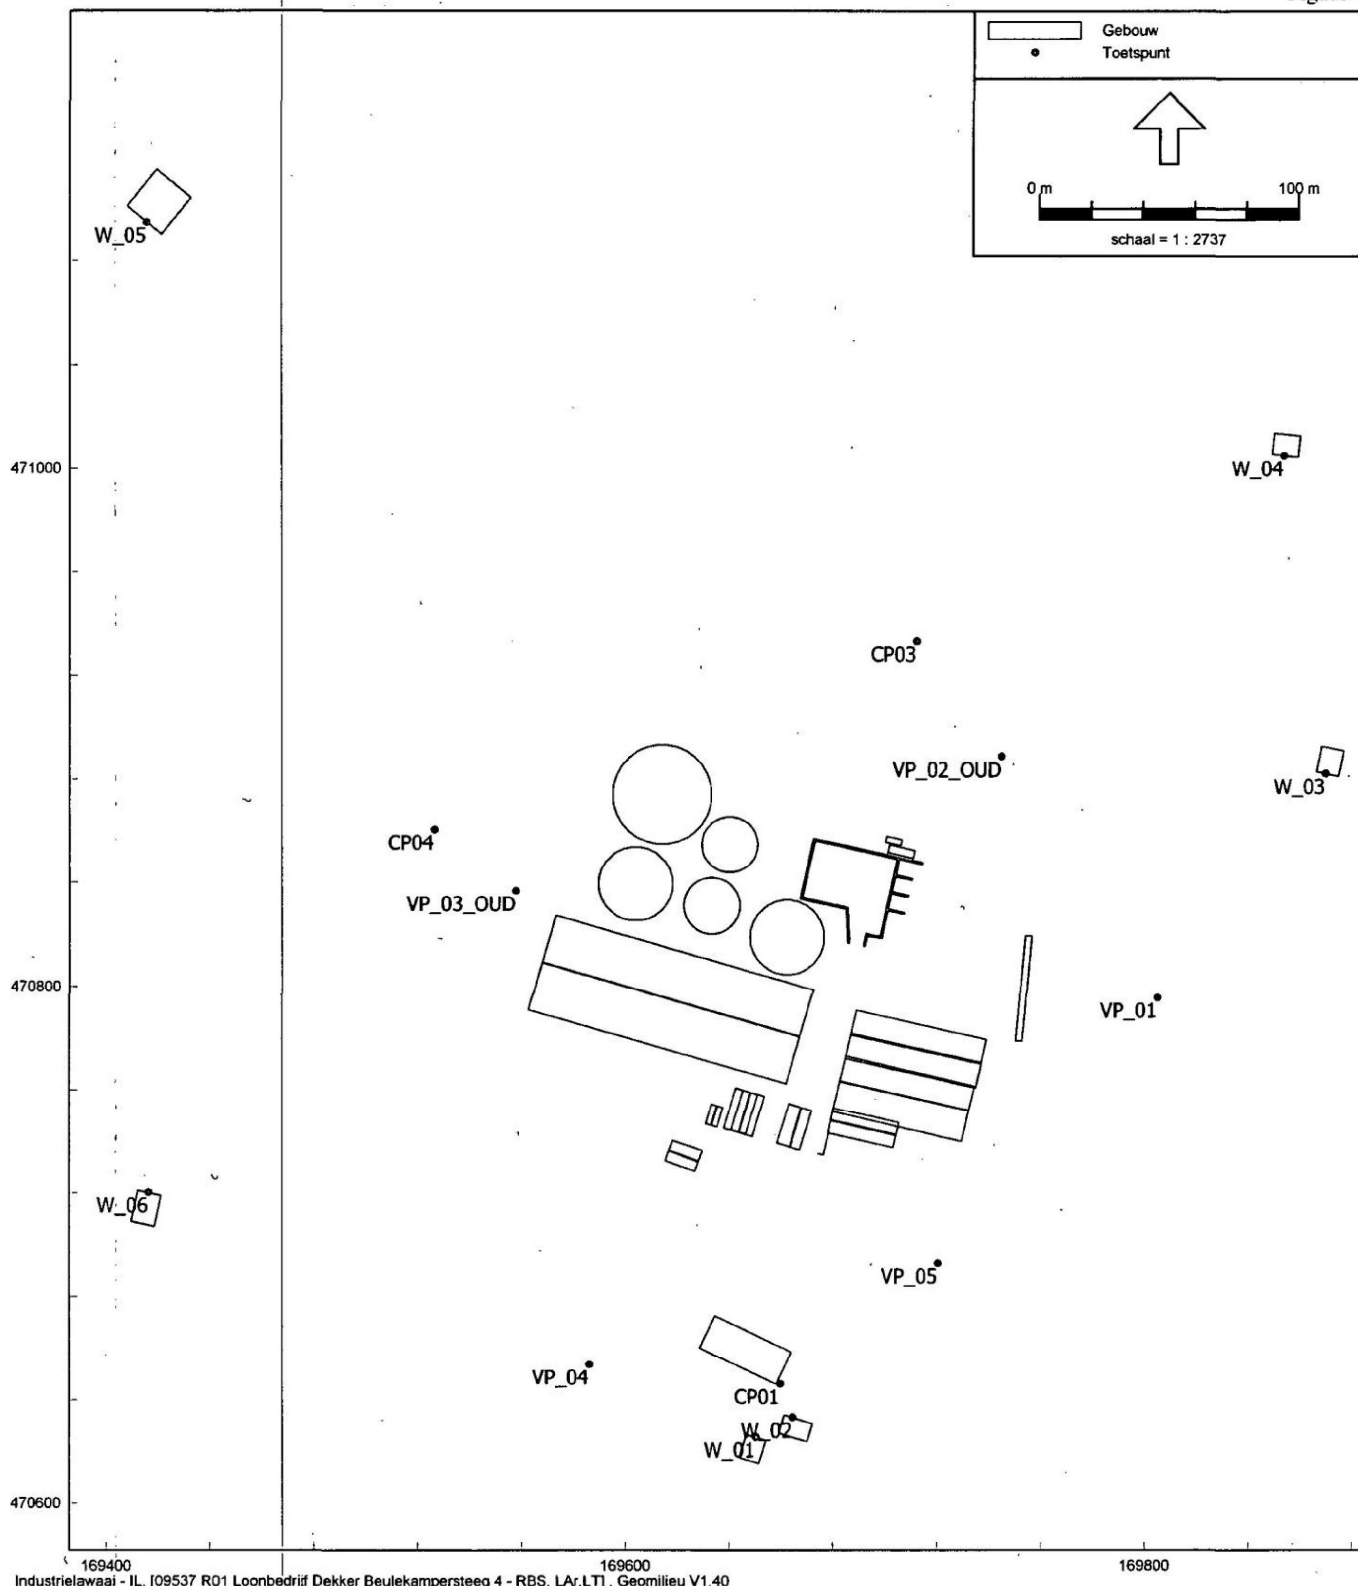 Gebouw
Toetspunt
0 m 100 m
schaal = 1 : 2737
W_05
471000
W_04
CP03
VP_02_OUD
W_03
CP04
VP_03_OUD
470800
VP_01
W_06
VP_05
VP_04
CP01
W_02
W_01
470600
169400 169600 169800
Industrielawaai - IL, [09537 R01 Loonbedrijf Dekker Beulekampersteeg 4 - RBS, LAr,LT] , Geomilieu V1.40